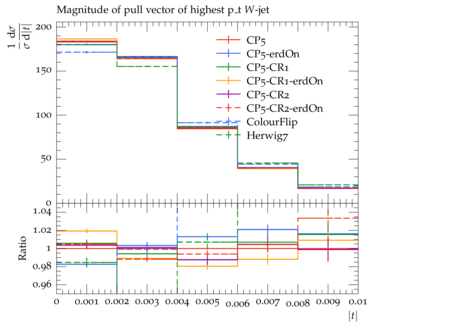 Magnitude of pull vector of highest p_t W-jet
1/σ dσ/d|t|
200
150
100
50
0
CP5
CP5-erdOn
CP5-CR1
CP5-CR1-erdOn
CP5-CR2
CP5-CR2-erdOn
ColourFlip
Herwig7
Ratio
1.04
1.02
1
0.98
0.96
0 0.001 0.002 0.003 0.004 0.005 0.006 0.007 0.008 0.009 0.01
|t|